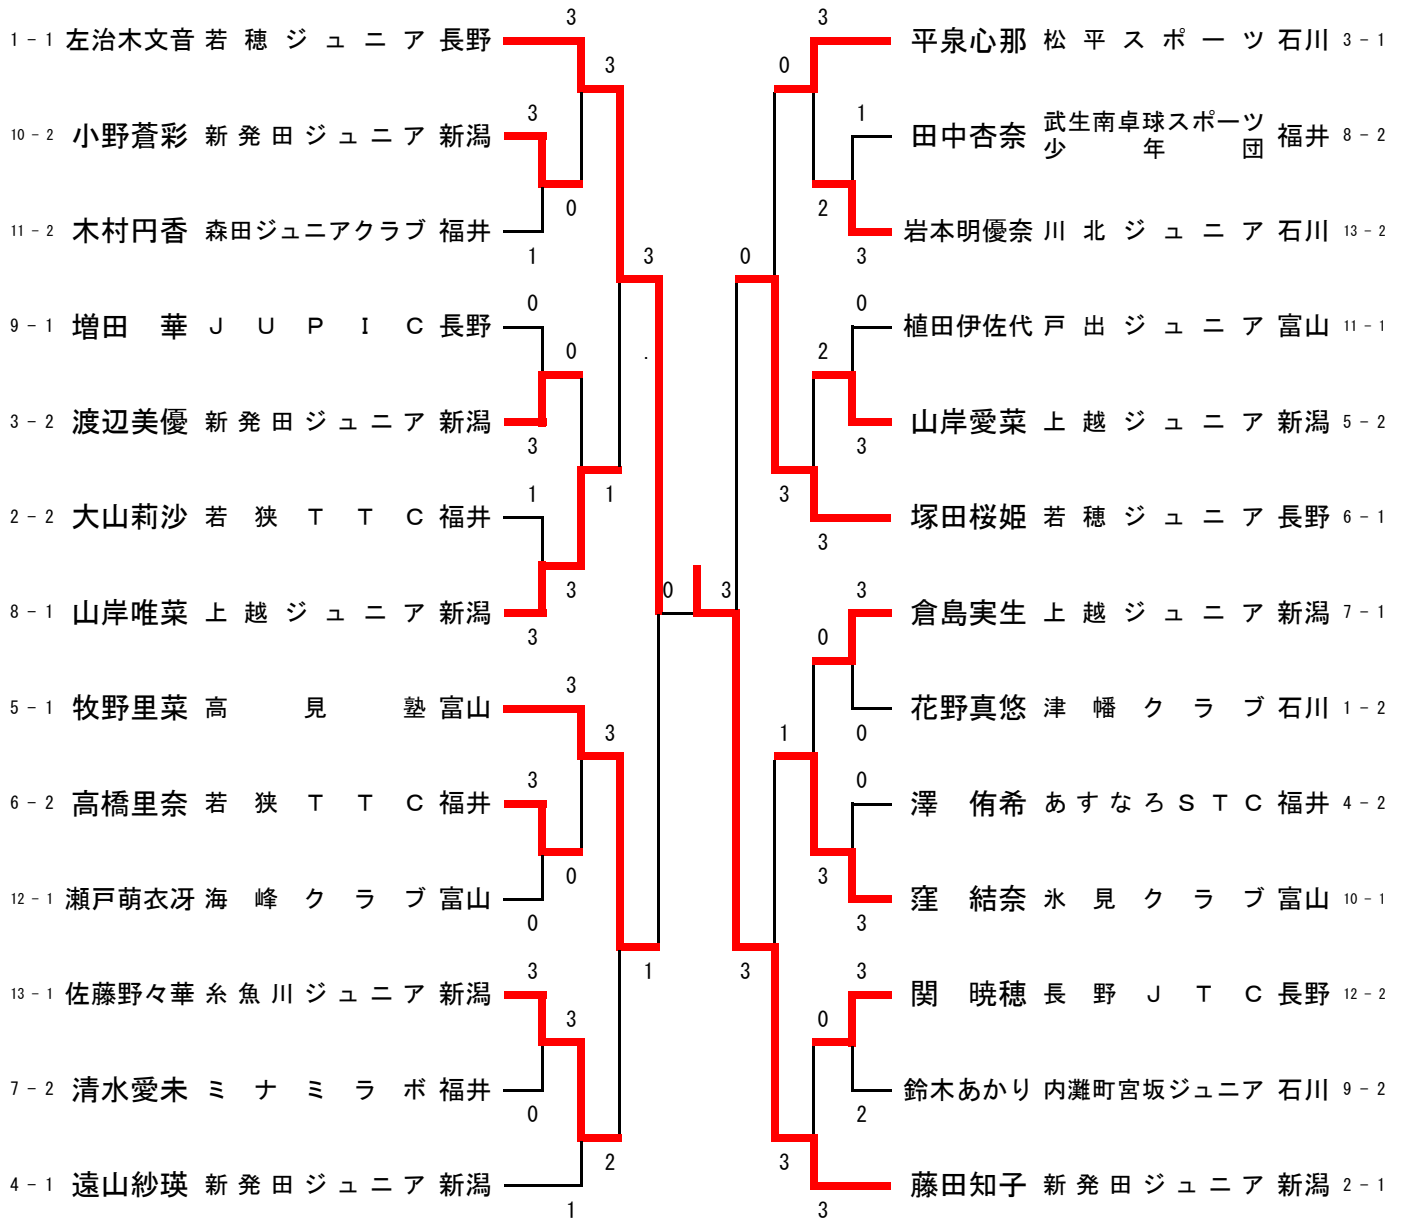 1 - 1 左治木文音 若穂ジュニア 長野
10 - 2 小野蒼彩 新発田ジュニア 新潟
11 - 2 木村円香 森田ジュニアクラブ 福井
9 - 1 増田 華 JUPIC 長野
3 - 2 渡辺美優 新発田ジュニア 新潟
2 - 2 大山莉沙 若狭TTC 福井
8 - 1 山岸唯菜 上越ジュニア 新潟
5 - 1 牧野里菜 高見塾 富山
6 - 2 高橋里奈 若狭TTC 福井
12 - 1 瀬戸萌衣冴 海峰クラブ 富山
13 - 1 佐藤野々華 糸魚川ジュニア 新潟
7 - 2 清水愛未 ミナミラボ 福井
4 - 1 遠山紗瑛 新発田ジュニア 新潟
3
3
3
0
1
3
0
0
.
3
1
1
3
3
0
3
3
3
0
0
1
3
3
0
2
1
3
3
0
1
2
3
0
0
2
3
3
3
3
3
0
1
0
0
3
3
3
3
0
2
3
3
平泉心那 松平スポーツ 石川 3 - 1
田中杏奈 武生南卓球スポーツ
少年団 福井 8 - 2
岩本明優奈 川北ジュニア 石川 13 - 2
植田伊佐代 戸出ジュニア 富山 11 - 1
山岸愛菜 上越ジュニア 新潟 5 - 2
塚田桜姫 若穂ジュニア 長野 6 - 1
倉島実生 上越ジュニア 新潟 7 - 1
花野真悠 津幡クラブ 石川 1 - 2
澤 侑希 あすなろSTC 福井 4 - 2
窪 結奈 氷見クラブ 富山 10 - 1
関 暁穂 長野JTC 長野 12 - 2
鈴木あかり 内灘町宮坂ジュニア 石川 9 - 2
藤田知子 新発田ジュニア 新潟 2 - 1